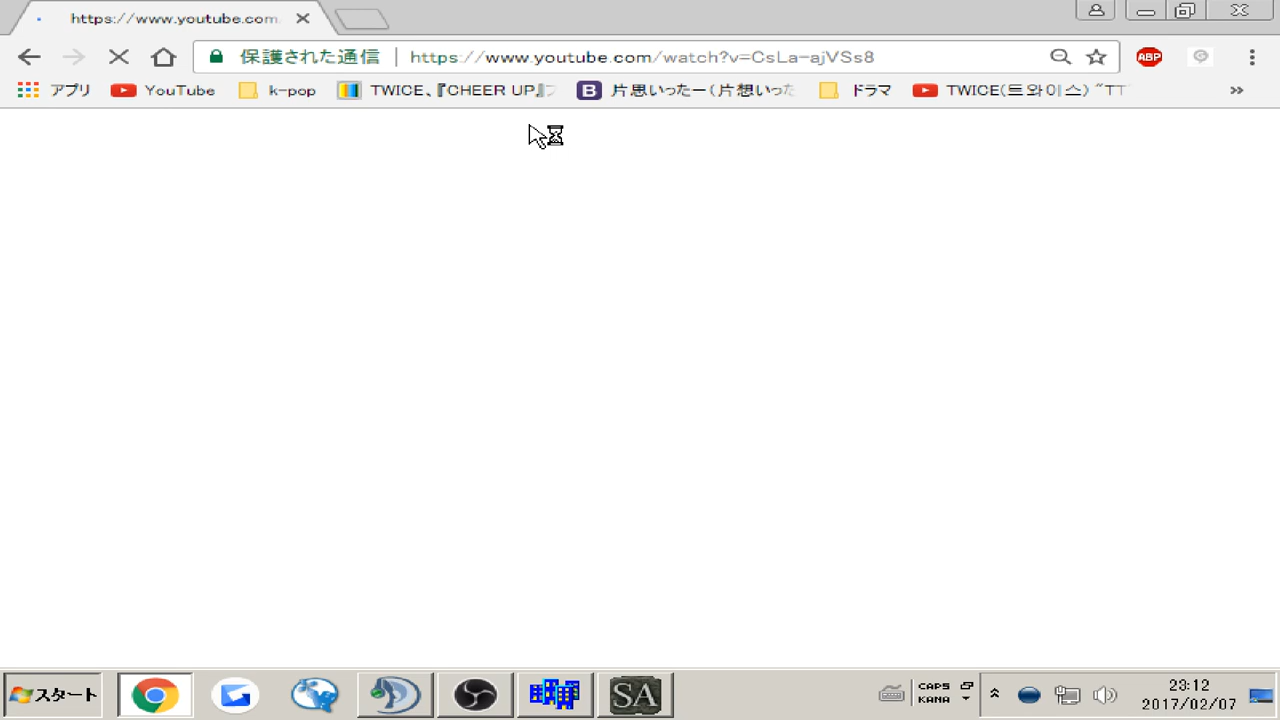 https://www.youtube.com
保護された通信 https://www.youtube.com/watch?v=CsLa-ajVSs8 ABP
アプリ YouTube k-pop TWICE、『CHEER UP』 B 片思いったー(片想いった ドラマ TWICE(트와이스) "TT »
スタート SA CAPS KANA 23:12
2017/02/07